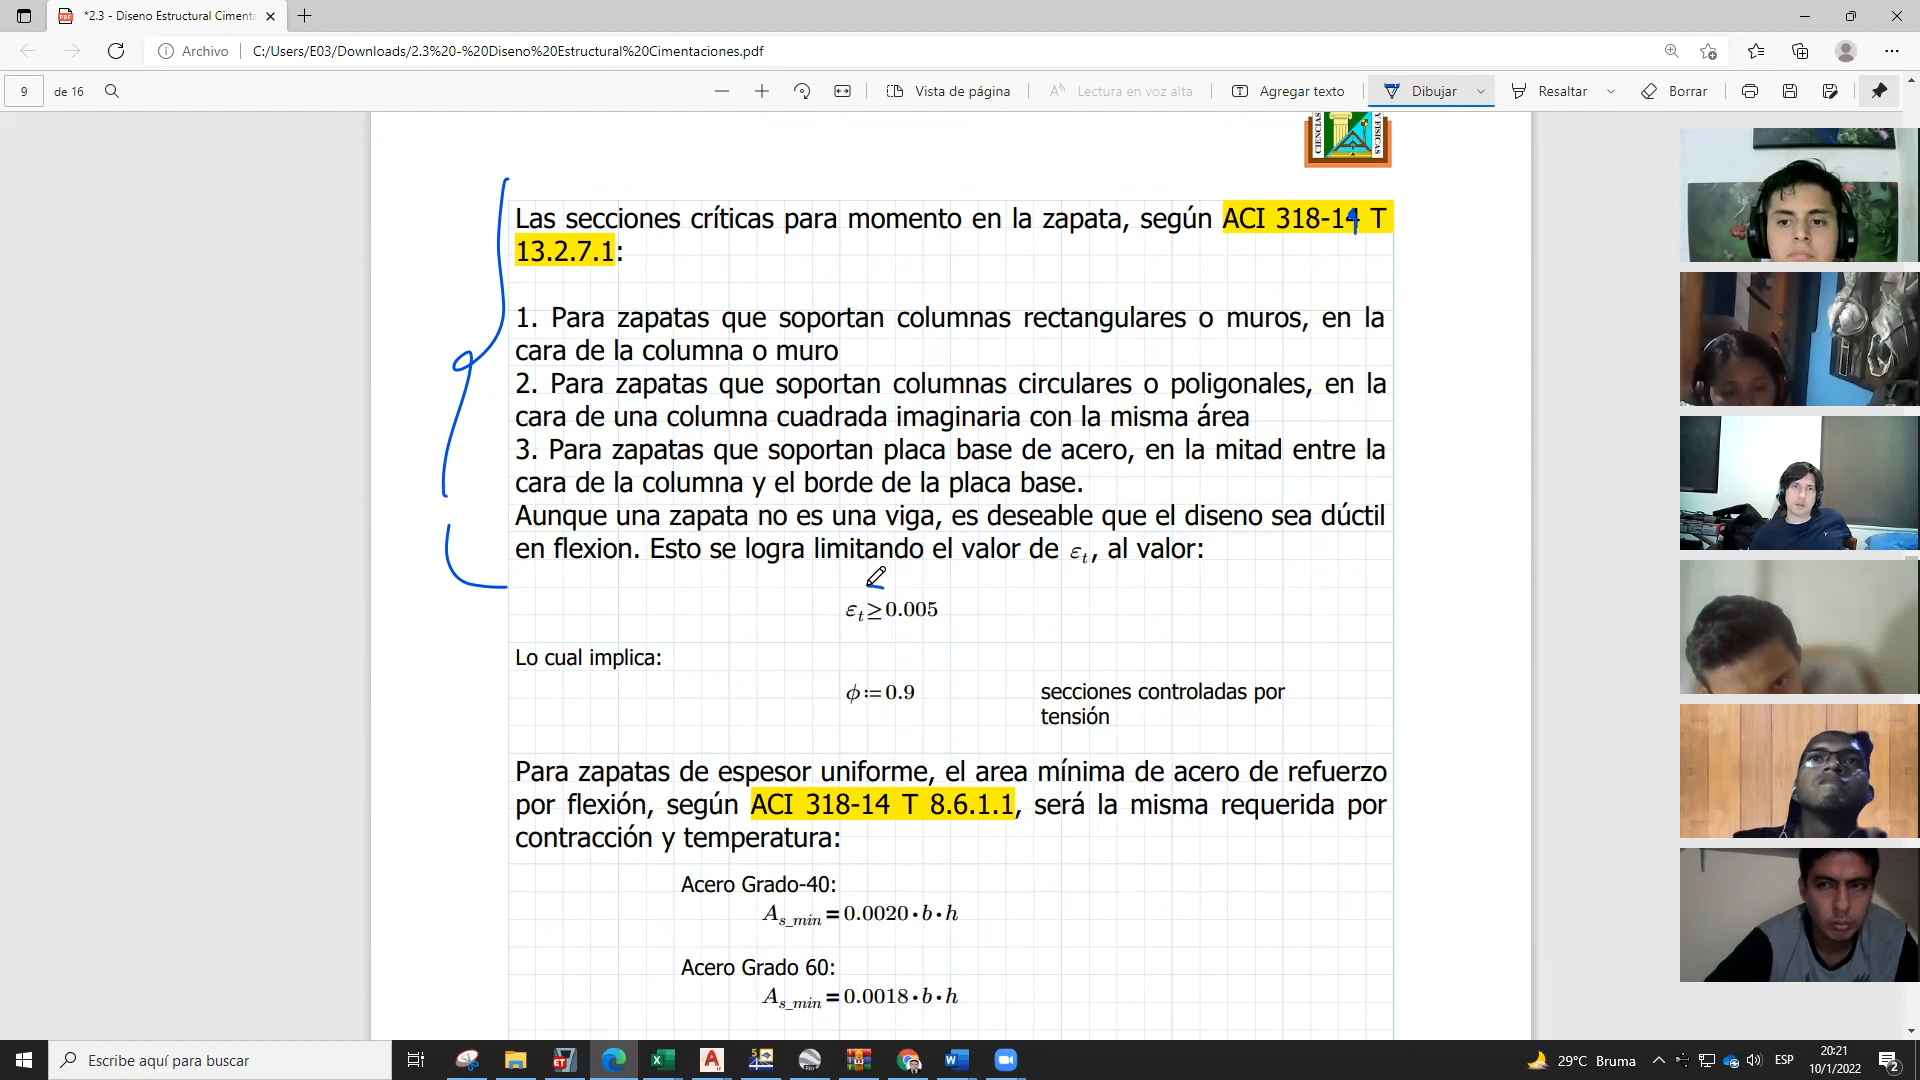 *2.3 - Diseno Estructural Cimenta
Archivo
C:/Users/E03/Downloads/2.3%20-%20Diseno%20Estructural%20Cimentaciones.pdf
9
de 16
Vista de página
Lectura en voz alta
Agregar texto
Dibujar
Resaltar
Borrar
CIENCIAS
Y FISICAS
Las secciones críticas para momento en la zapata, según ACI 318-14 T
13.2.7.1:
1. Para zapatas que soportan columnas rectangulares o muros, en la
cara de la columna o muro
2. Para zapatas que soportan columnas circulares o poligonales, en la
cara de una columna cuadrada imaginaria con la misma área
3. Para zapatas que soportan placa base de acero, en la mitad entre la
cara de la columna y el borde de la placa base.
Aunque una zapata no es una viga, es deseable que el diseno sea dúctil
en flexion. Esto se logra limitando el valor de εt, al valor:
εt≥0.005
Lo cual implica:
ϕ:=0.9
secciones controladas por
tensión
Para zapatas de espesor uniforme, el area mínima de acero de refuerzo
por flexión, según ACI 318-14 T 8.6.1.1, será la misma requerida por
contracción y temperatura:
Acero Grado-40:
As_min=0.0020•b•h
Acero Grado 60:
As_min=0.0018•b•h
Escribe aquí para buscar
29°C Bruma
ESP
20:21
10/1/2022
2